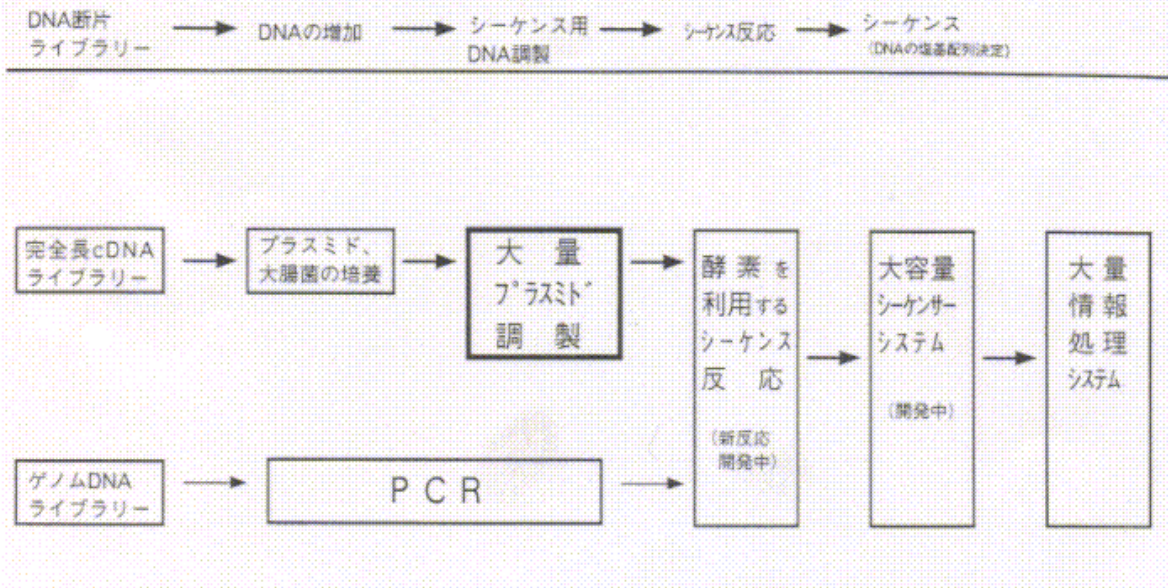 DNA断片
ライブラリー
DNAの増加
シーケンス用
DNA調製
シーケンス反応
シーケンス
(DNAの塩基配列決定)
完全長cDNA
ライブラリー
プラスミド、
大腸菌の培養
大量
プラスミド
調製
酵素を
利用する
シーケンス
反応
(新反応
開発中)
大容量
シーケンサー
システム
(開発中)
大量
情報
処理
システム
ゲノムDNA
ライブラリー
PCR